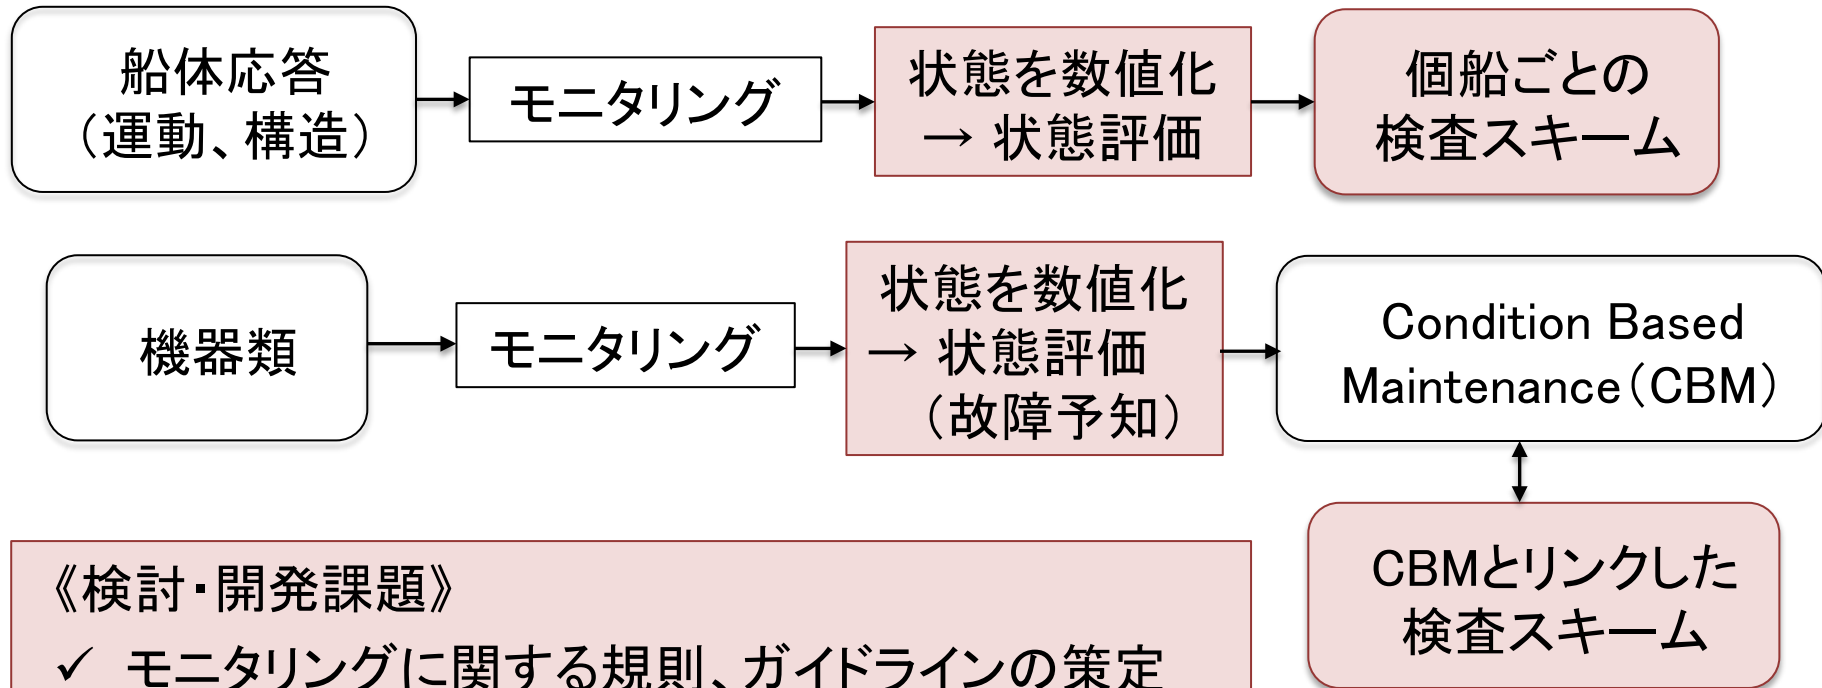 船体応答
（運動、構造）
モニタリング
状態を数値化
→ 状態評価
個船ごとの
検査スキーム
機器類
モニタリング
状態を数値化
→ 状態評価
（故障予知）
Condition Based
Maintenance（CBM）
CBMとリンクした
検査スキーム
《検討・開発課題》
✓ モニタリングに関する規則、ガイドラインの策定